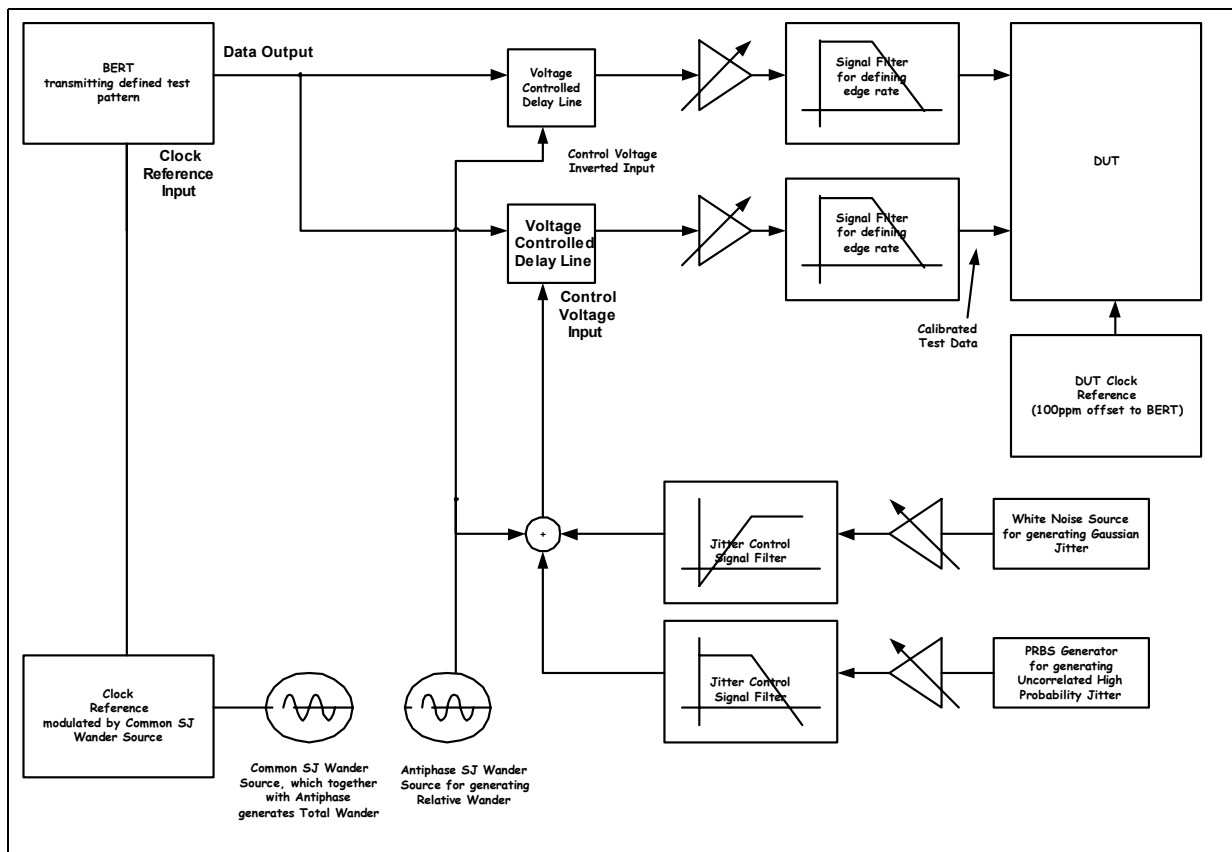 BERT
transmitting defined test
pattern
Data Output
Clock
Reference
Input
Voltage
Controlled
Delay Line
Control Voltage
Inverted Input
Signal Filter
for defining
edge rate
DUT
Voltage
Controlled
Delay Line
Control
Voltage
Input
Signal Filter
for defining
edge rate
Calibrated
Test Data
DUT Clock
Reference
(100ppm offset to BERT)
+
Jitter Control
Signal Filter
White Noise Source
for generating Gaussian
Jitter
Jitter Control
Signal Filter
PRBS Generator
for generating
Uncorrelated High
Probability Jitter
Clock
Reference
modulated by Common SJ
Wander Source
Common SJ Wander
Source, which together
with Antiphase
generates Total Wander
Antiphase SJ Wander
Source for generating
Relative Wander